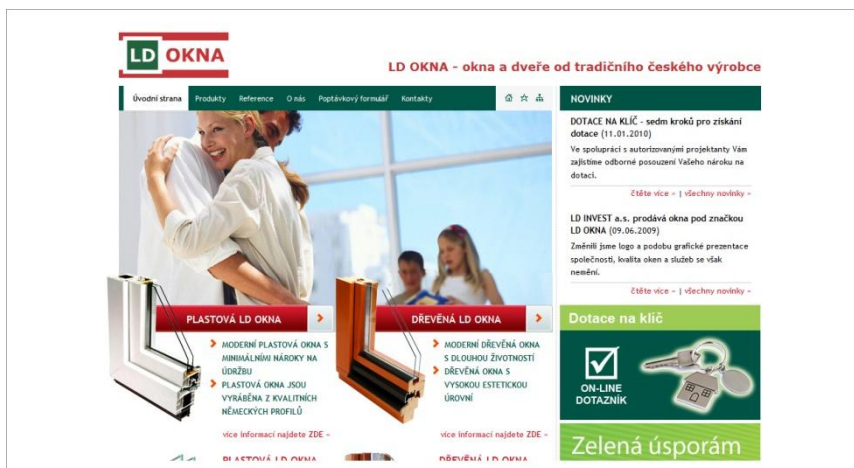 LD OKNA
LD OKNA - okna a dveře od tradičního českého výrobce
Úvodní strana Produkty Reference O nás Poptávkový formulář Kontakty
PLASTOVÁ LD OKNA
MODERNÍ PLASTOVÁ OKNA S
MINIMÁLNÍMI NÁROKY NA
ÚDRŽBU
PLASTOVÁ OKNA JSOU
VYRÁBĚNA Z KVALITNÍCH
NĚMECKÝCH PROFILŮ
více informací najdete ZDE »
PLASTOVÁ LD OKNA
DŘEVĚNÁ LD OKNA
MODERNÍ DŘEVĚNÁ OKNA
S DLOUHOU ŽIVOTNOSTÍ
DŘEVĚNÁ OKNA S
VYSOKOU ESTETICKOU
ÚROVNÍ
více informací najdete ZDE »
DŘEVĚNÁ LD OKNA
NOVINKY
DOTACE NA KLÍČ - sedm kroků pro získání
dotace (11.01.2010)
Ve spolupráci s autorizovanými projektanty Vám
zajistíme odborné posouzení Vašeho nároku na
dotaci.
čtěte více » | všechny novinky »
LD INVEST a.s. prodává okna pod značkou
LD OKNA (09.06.2009)
Změnili jsme logo a podobu grafické prezentace
společnosti, kvalita oken a služeb se však
nemění.
čtěte více » | všechny novinky »
Dotace na klíč
ON-LINE
DOTAZNÍK
Zelená úsporám